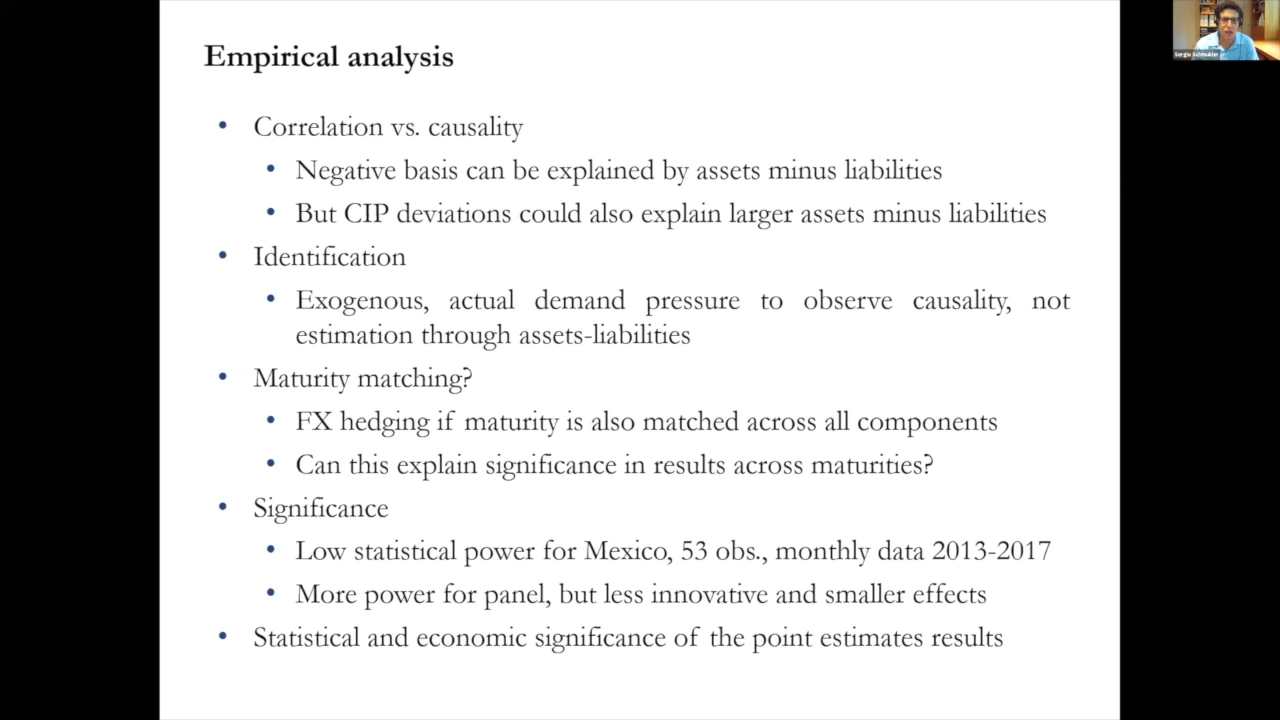 Empirical analysis
• Correlation vs. causality
• Negative basis can be explained by assets minus liabilities
• But CIP deviations could also explain larger assets minus liabilities
• Identification
• Exogenous, actual demand pressure to observe causality, not
estimation through assets-liabilities
• Maturity matching?
• FX hedging if maturity is also matched across all components
• Can this explain significance in results across maturities?
• Significance
• Low statistical power for Mexico, 53 obs., monthly data 2013-2017
• More power for panel, but less innovative and smaller effects
• Statistical and economic significance of the point estimates results
Sergio Schmukler